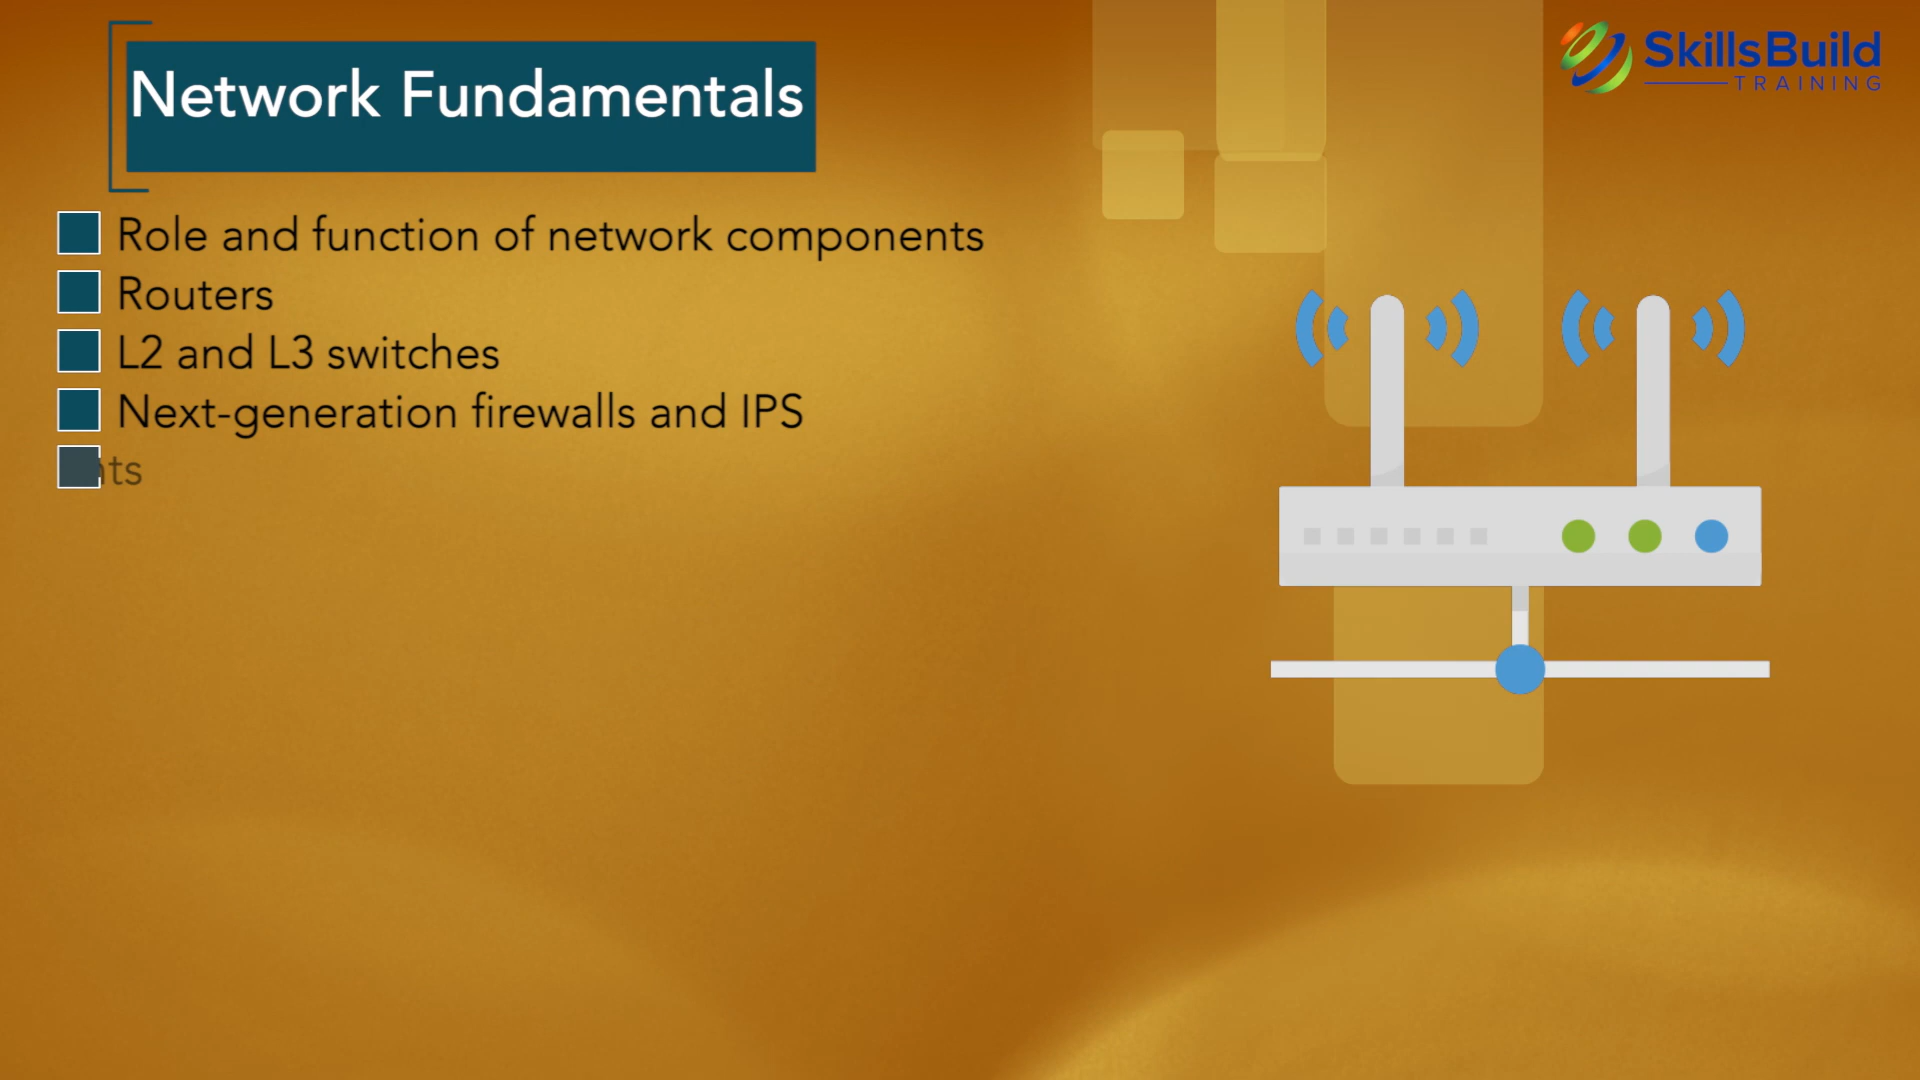 Network Fundamentals
SkillsBuild
TRAINING
Role and function of network components
Routers
L2 and L3 switches
Next-generation firewalls and IPS